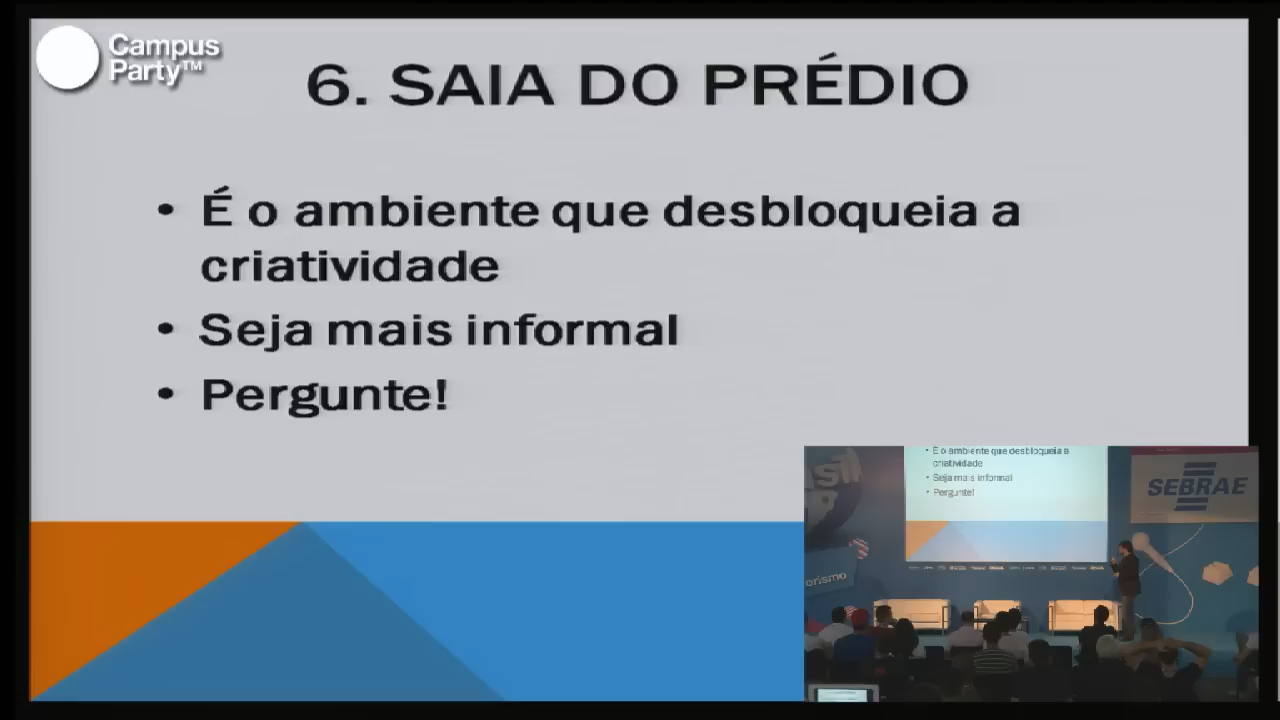 Campus
Party™
6. SAIA DO PRÉDIO
• É o ambiente que desbloqueia a
criatividade
• Seja mais informal
• Pergunte!
• É o ambiente que desbloqueia a
criatividade
• Seja mais informal
• Pergunte!
SEBRAE
orismo